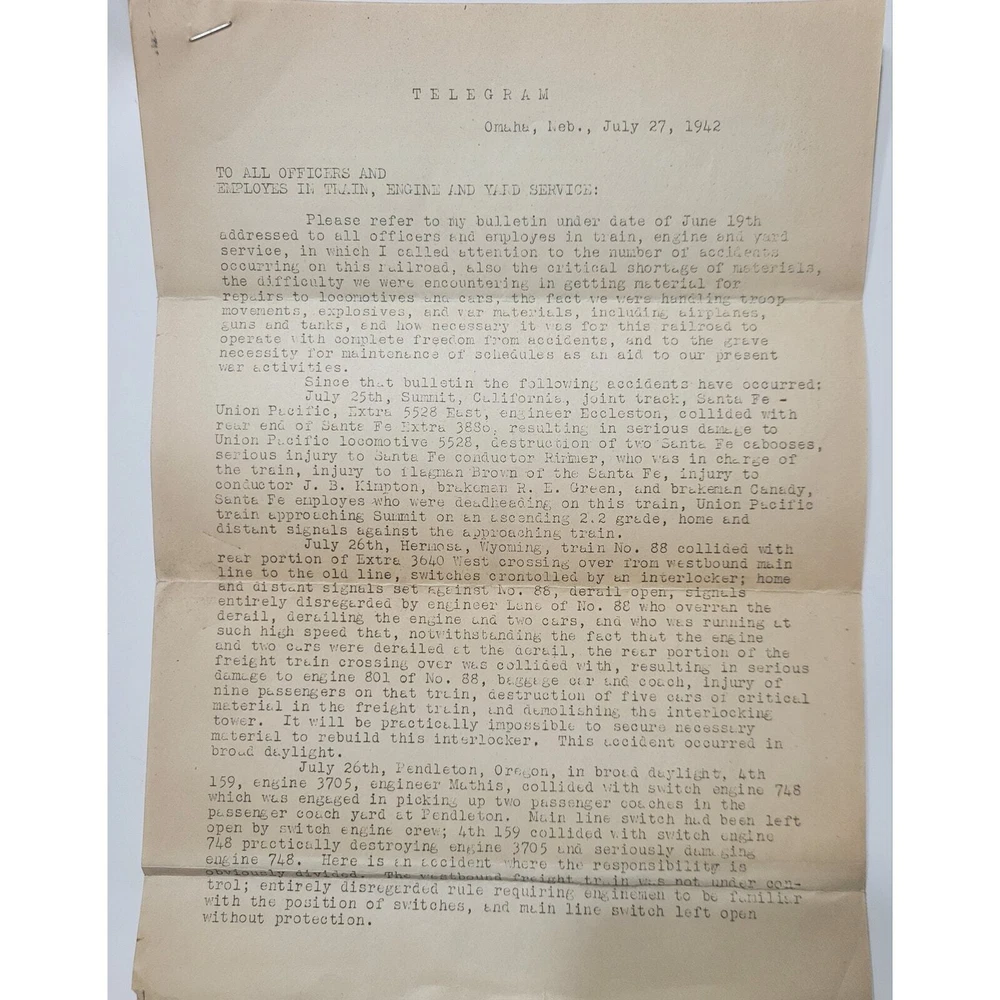 T E L E G R A M
Omaha, Neb., July 27, 1942
TO ALL OFFICERS AND
EMPLOYES IN TRAIN, ENGINE AND YARD SERVICE:
Please refer to my bulletin under date of June 19th
addressed to all officers and employes in train, engine and yard
service, in which I called attention to the number of accidents
occurring on this railroad, also the critical shortage of materials,
the difficulty we were encountering in getting material for
repairs to locomotives and cars, the fact we were handling troop
movements, explosives, and war materials, including airplanes,
guns and tanks, and how necessary it was for this railroad to
operate with complete freedom from accidents, and to the grave
necessity for maintenance of schedules as an aid to our present
war activities.
Since that bulletin the following accidents have occurred:
July 25th, Summit, California, joint track, Santa Fe -
Union Pacific, Extra 5528 East, engineer Eccleston, collided with
rear end of Santa Fe Extra resulting in serious damage to
Union Pacific locomotive 5528, destruction of two Santa Fe cabooses,
serious injury to Santa Fe conductor who was in charge of
the train, injury to flagman Brown of the Santa Fe, injury to
conductor J. B. Kimpton, brakeman R. E. Green, and brakeman Canady,
Santa Fe employes who were deadheading on this train, Union Pacific
train approaching Summit on an ascending 2.2 grade, home and
distant signals against the approaching train.
July 26th, Hermosa, Wyoming, train No. 88 collided with
rear portion of Extra 3640 West crossing over from westbound main
line to the old line, switches crontolled by an interlocker; home
and distant signals set against No. 88, derail open, signals
entirely disregarded by engineer Lane of No. 88 who overran the
derail, derailing the engine and two cars, and who was running at
such high speed that, notwithstanding the fact that the engine
and two cars were derailed at the derail, the rear portion of the
freight train crossing over was collided with, resulting in serious
damage to engine 801 of No. 88, baggage car and coach, injury of
nine passengers on that train, destruction of five cars of critical
material in the freight train, and damolishing the interlocking
tower. It will be practically impossible to secure necessary
material to rebuild this interlocker. This accident occurred in
broad daylight.
July 26th, Pendleton, Oregon, in broad daylight, 4th
159, engine 3705, engineer Mathis, collided with switch engine 748
which was engaged in picking up two passenger coaches in the
passenger coach yard at Pendleton. Main line switch had been left
open by switch engine crew; 4th 159 collided with switch engine
748 practically destroying engine 3705 and seriously damaging
engine 748. Here is an accident where the responsibility is
obviously divided. The westbound freight train was not under con-
trol; entirely disregarded rule requiring enginemen to be familiar
with the position of switches, and main line switch left open
without protection.